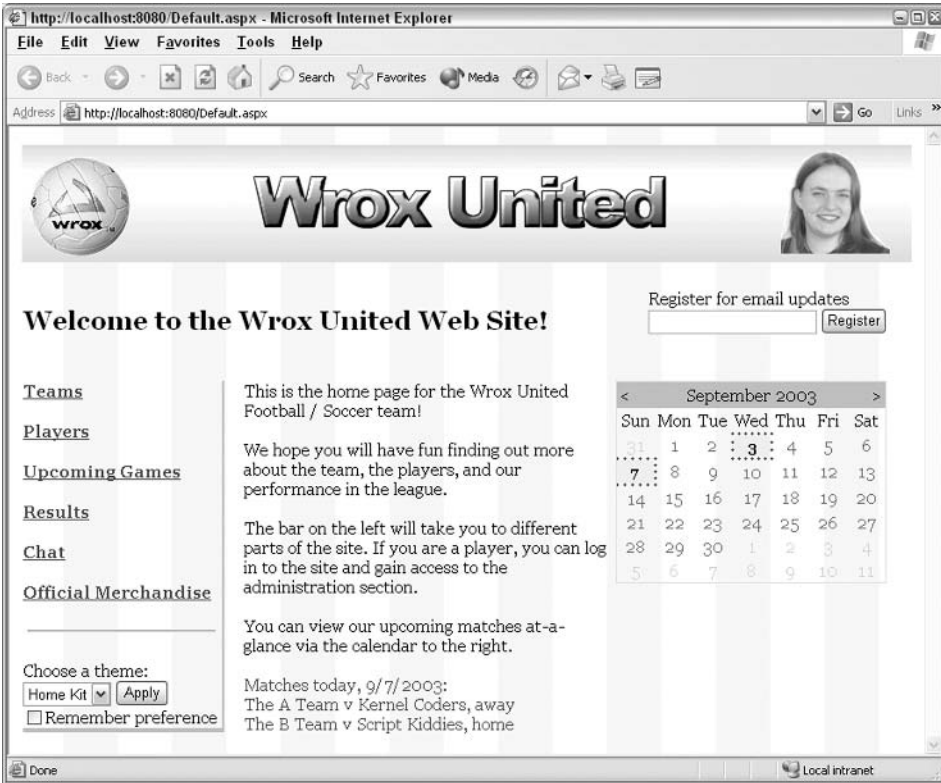 http://localhost:8080/Default.aspx - Microsoft Internet Explorer
File Edit View Favorites Tools Help
Back Search Favorites Media
Address http://localhost:8080/Default.aspx Go Links »
wrox
Wrox United
Welcome to the Wrox United Web Site!
Register for email updates
Register
Teams
Players
Upcoming Games
Results
Chat
Official Merchandise
Choose a theme:
Home Kit Apply
Remember preference
This is the home page for the Wrox United
Football / Soccer team!
We hope you will have fun finding out more
about the team, the players, and our
performance in the league.
The bar on the left will take you to different
parts of the site. If you are a player, you can log
in to the site and gain access to the
administration section.
You can view our upcoming matches at-a-
glance via the calendar to the right.
Matches today, 9/7/2003:
The A Team v Kernel Coders, away
The B Team v Script Kiddies, home
< September 2003 >
Sun Mon Tue Wed Thu Fri Sat
31 1 2 3 4 5 6
7 8 9 10 11 12 13
14 15 16 17 18 19 20
21 22 23 24 25 26 27
28 29 30 1 2 3 4
5 6 7 8 9 10 11
Done Local intranet